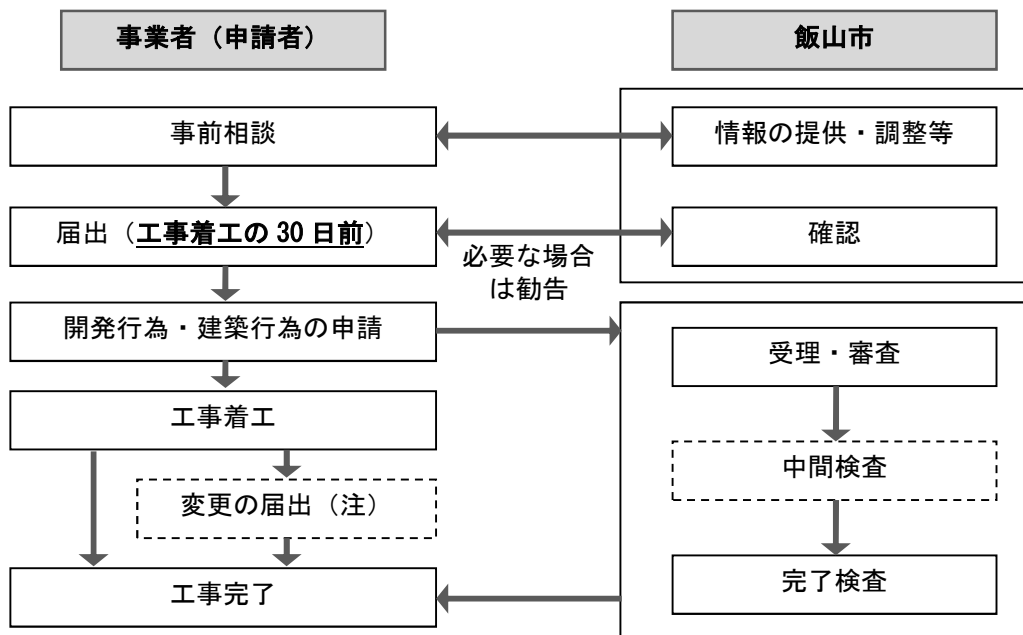 事業者（申請者）
飯山市
事前相談
情報の提供・調整等
届出（工事着工の 30 日前）
確認
必要な場合
は勧告
開発行為・建築行為の申請
受理・審査
工事着工
中間検査
変更の届出（注）
工事完了
完了検査